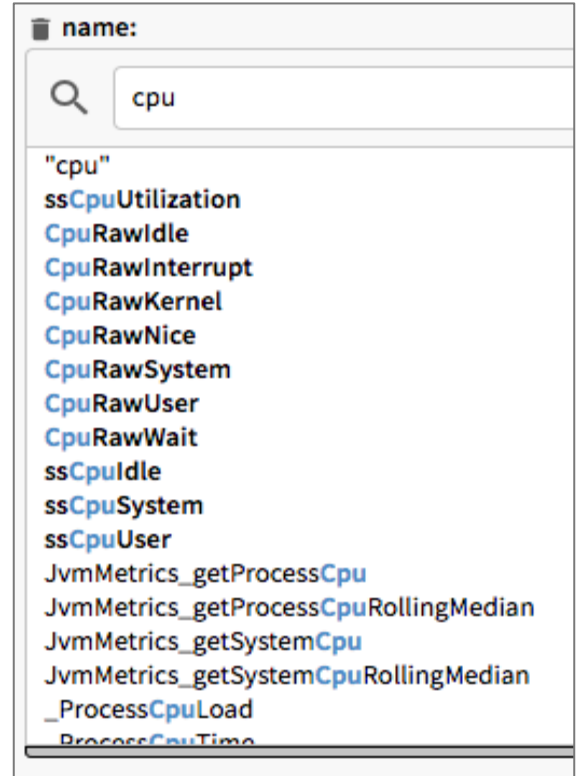 name:
cpu
"cpu"
ssCpuUtilization
CpuRawIdle
CpuRawInterrupt
CpuRawKernel
CpuRawNice
CpuRawSystem
CpuRawUser
CpuRawWait
ssCpuIdle
ssCpuSystem
ssCpuUser
JvmMetrics_getProcessCpu
JvmMetrics_getProcessCpuRollingMedian
JvmMetrics_getSystemCpu
JvmMetrics_getSystemCpuRollingMedian
_ProcessCpuLoad
_ProcessCpuTime